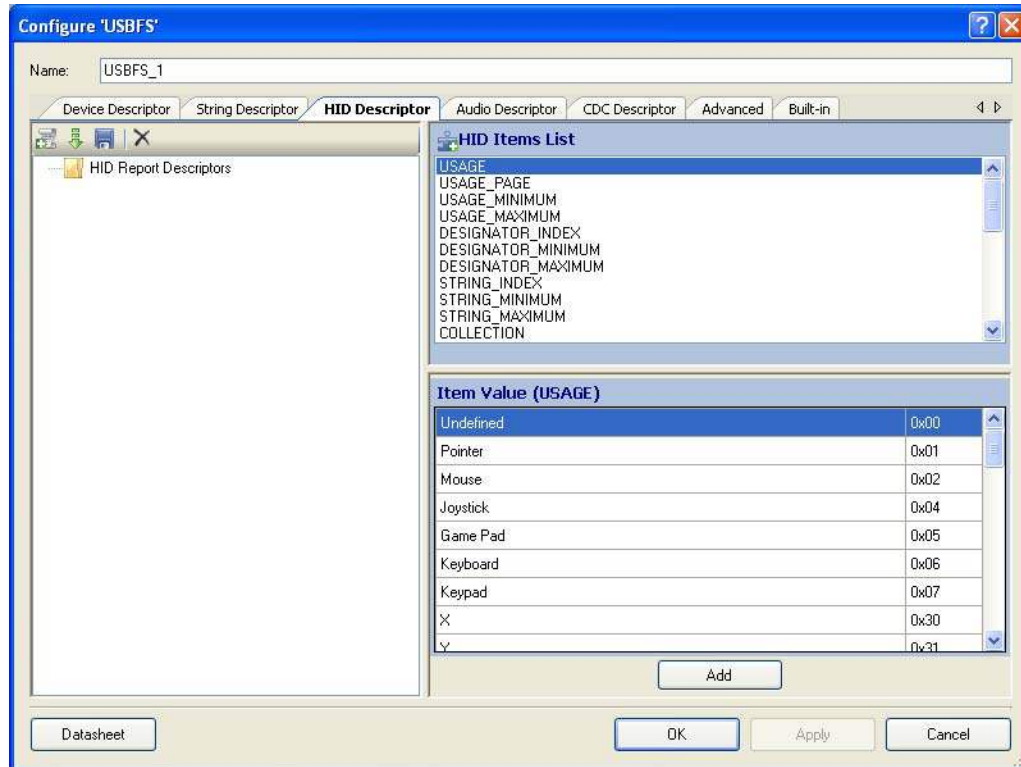 Configure 'USBFS'
Name: USBFS_1
Device Descriptor String Descriptor HID Descriptor Audio Descriptor CDC Descriptor Advanced Built-in
HID Report Descriptors
HID Items List
USAGE
USAGE_PAGE
USAGE_MINIMUM
USAGE_MAXIMUM
DESIGNATOR_INDEX
DESIGNATOR_MINIMUM
DESIGNATOR_MAXIMUM
STRING_INDEX
STRING_MINIMUM
STRING_MAXIMUM
COLLECTION
Item Value (USAGE)
Undefined 0x00
Pointer 0x01
Mouse 0x02
Joystick 0x04
Game Pad 0x05
Keyboard 0x06
Keypad 0x07
X 0x30
Y 0x31
Add
Datasheet OK Apply Cancel